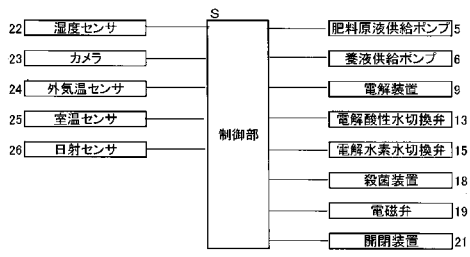 S
22 湿度センサ
23 カメラ
24 外気温センサ
25 室温センサ
26 日射センサ
制御部
肥料原液供給ポンプ 5
養液供給ポンプ 6
電解装置 9
電解酸性水切換弁 13
電解水素水切換弁 15
殺菌装置 18
電磁弁 19
開閉装置 21